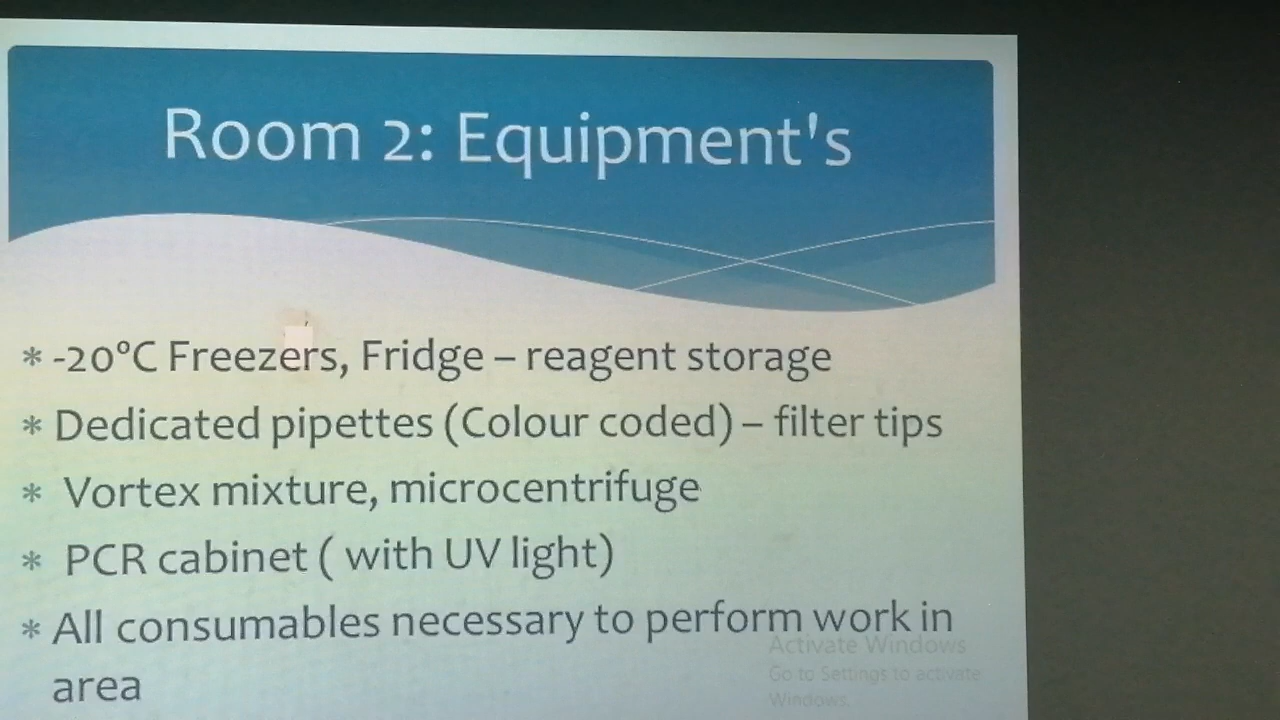 Room 2: Equipment's
* -20°C Freezers, Fridge – reagent storage
* Dedicated pipettes (Colour coded) – filter tips
* Vortex mixture, microcentrifuge
* PCR cabinet ( with UV light)
* All consumables necessary to perform work in
area
Activate Windows
Go to Settings to activate
Windows.